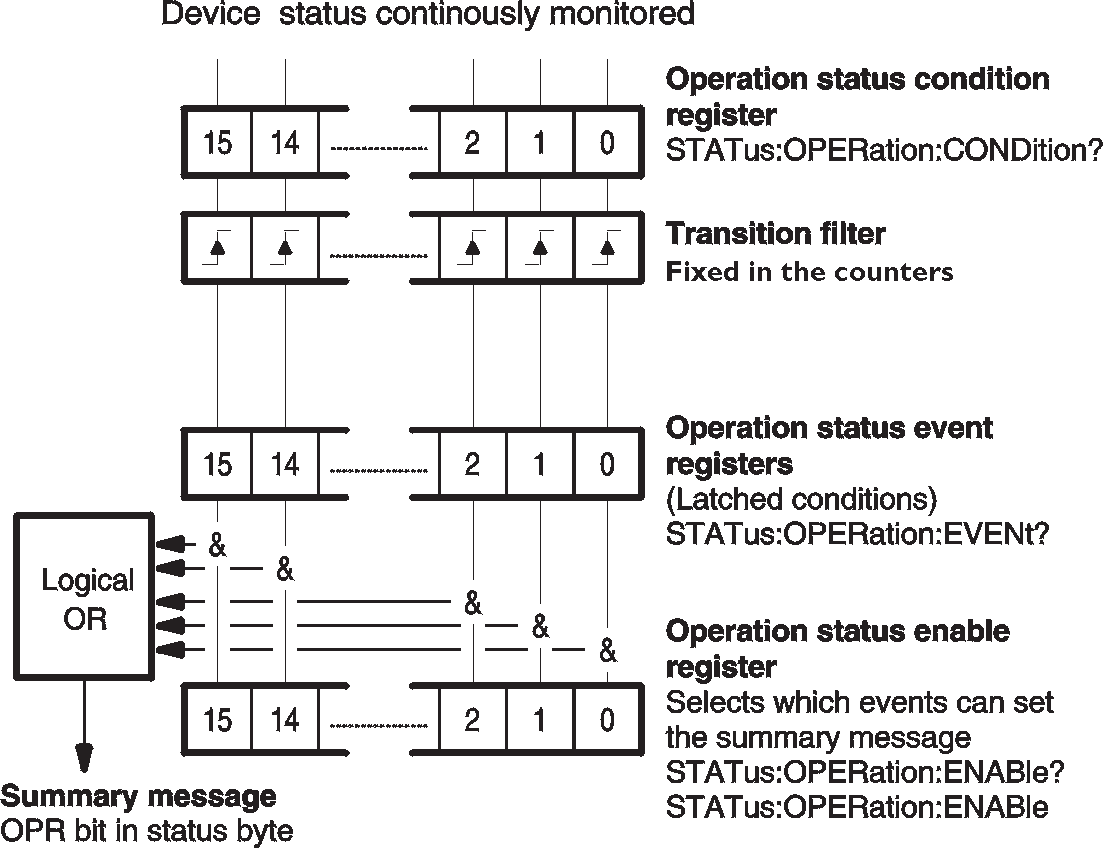 Device status continously monitored
15 14 2 1 0
Operation status condition
register
STATus:OPERation:CONDition?
Transition filter
Fixed in the counters
15 14 2 1 0
Operation status event
registers
(Latched conditions)
STATus:OPERation:EVENt?
Logical
OR
&
&
&
&
&
15 14 2 1 0
Operation status enable
register
Selects which events can set
the summary message
STATus:OPERation:ENABle?
STATus:OPERation:ENABle
Summary message
OPR bit in status byte